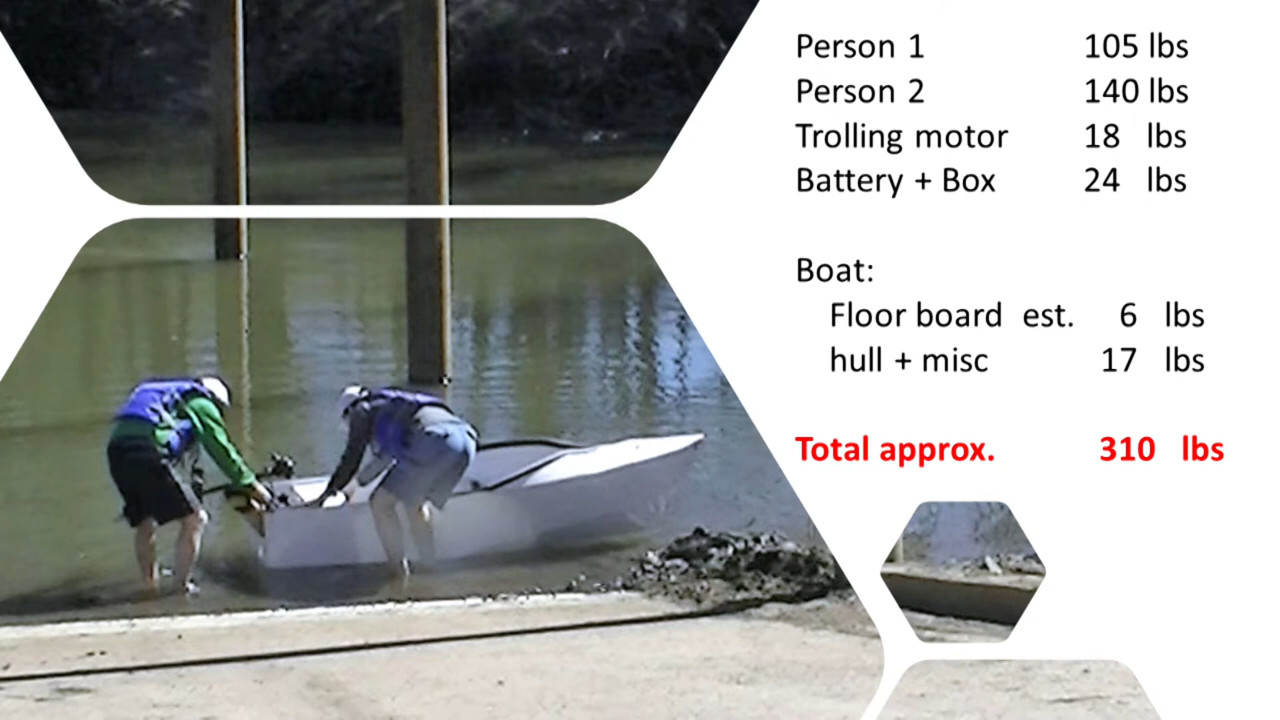 Person 1 105 lbs
Person 2 140 lbs
Trolling motor 18 lbs
Battery + Box 24 lbs
Boat:
Floor board est. 6 lbs
hull + misc 17 lbs
Total approx. 310 lbs